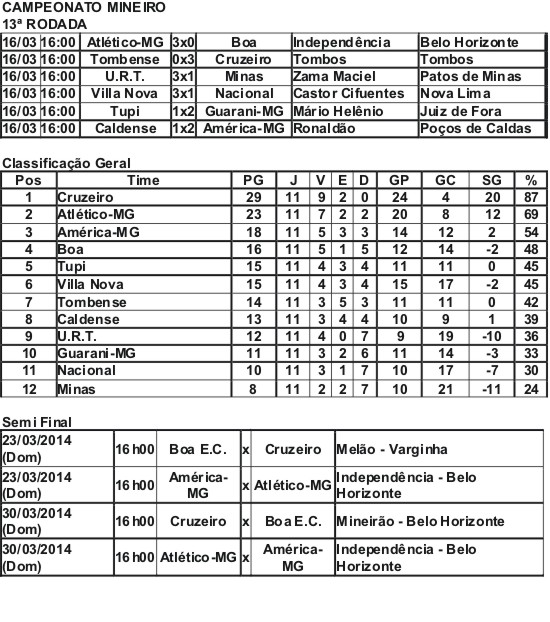 CAMPEONATO MINEIRO
13ª RODADA
16/03 16:00 Atlético-MG 3x0 Boa Independência Belo Horizonte
16/03 16:00 Tombense 0x3 Cruzeiro Tombos Tombos
16/03 16:00 U.R.T. 3x1 Minas Zama Maciel Patos de Minas
16/03 16:00 Villa Nova 3x1 Nacional Castor Cifuentes Nova Lima
16/03 16:00 Tupi 1x2 Guarani-MG Mário Helênio Juiz de Fora
16/03 16:00 Caldense 1x2 América-MG Ronaldão Poços de Caldas
Classificação Geral
Pos Time PG J V E D GP GC SG %
1 Cruzeiro 29 11 9 2 0 24 4 20 87
2 Atlético-MG 23 11 7 2 2 20 8 12 69
3 América-MG 18 11 5 3 3 14 12 2 54
4 Boa 16 11 5 1 5 12 14 -2 48
5 Tupi 15 11 4 3 4 11 11 0 45
6 Villa Nova 15 11 4 3 4 15 17 -2 45
7 Tombense 14 11 3 5 3 11 11 0 42
8 Caldense 13 11 3 4 4 10 9 1 39
9 U.R.T. 12 11 4 0 7 9 19 -10 36
10 Guarani-MG 11 11 3 2 6 11 14 -3 33
11 Nacional 10 11 3 1 7 10 17 -7 30
12 Minas 8 11 2 2 7 10 21 -11 24
Semi Final
23/03/2014 (Dom) 16h00 Boa E.C. x Cruzeiro Melão - Varginha
23/03/2014 (Dom) 16h00 América-MG x Atlético-MG Independência - Belo Horizonte
30/03/2014 (Dom) 16h00 Cruzeiro x Boa E.C. Mineirão - Belo Horizonte
30/03/2014 (Dom) 16h00 Atlético-MG x América-MG Independência - Belo Horizonte